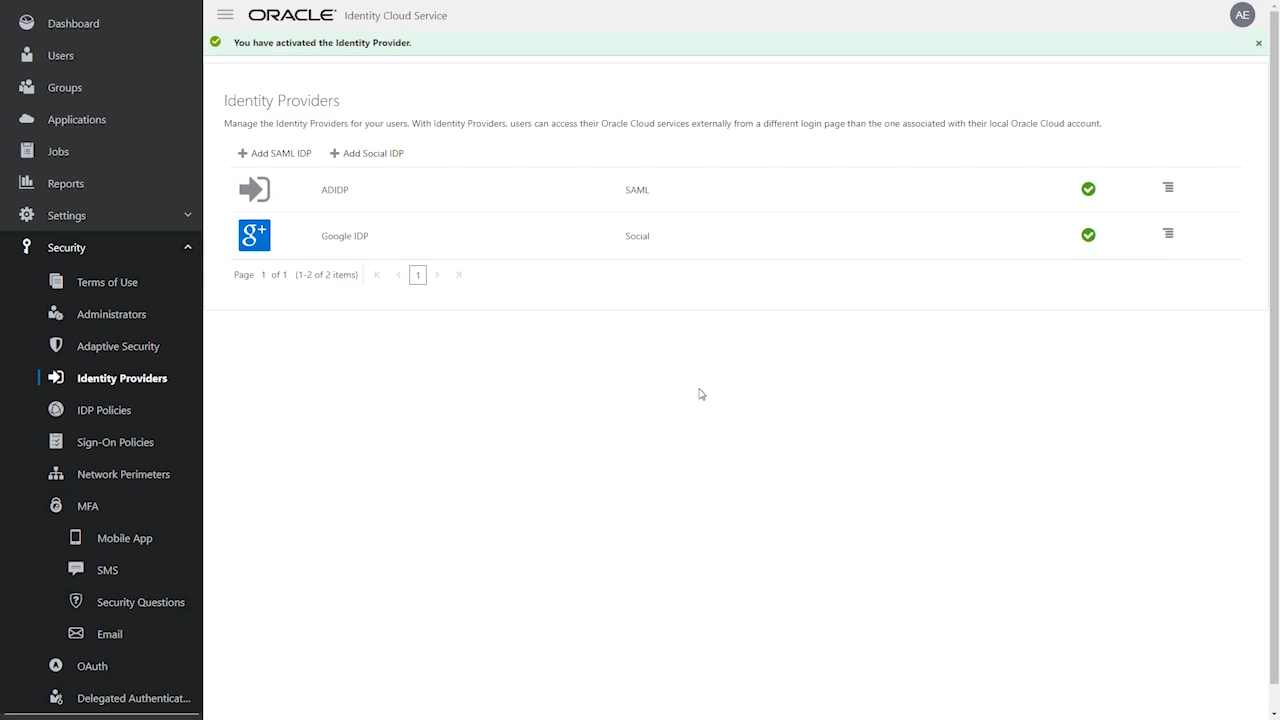 Dashboard
Users
Groups
Applications
Jobs
Reports
Settings
Security
Terms of Use
Administrators
Adaptive Security
Identity Providers
IDP Policies
Sign-On Policies
Network Perimeters
MFA
Mobile App
SMS
Security Questions
Email
OAuth
Delegated Authenticat...
ORACLE Identity Cloud Service
AE
You have activated the Identity Provider.
Identity Providers
Manage the Identity Providers for your users. With Identity Providers, users can access their Oracle Cloud services externally from a different login page than the one associated with their local Oracle Cloud account.
Add SAML IDP Add Social IDP
ADIDP SAML
g+ Google IDP Social
Page 1 of 1 (1-2 of 2 items) 1